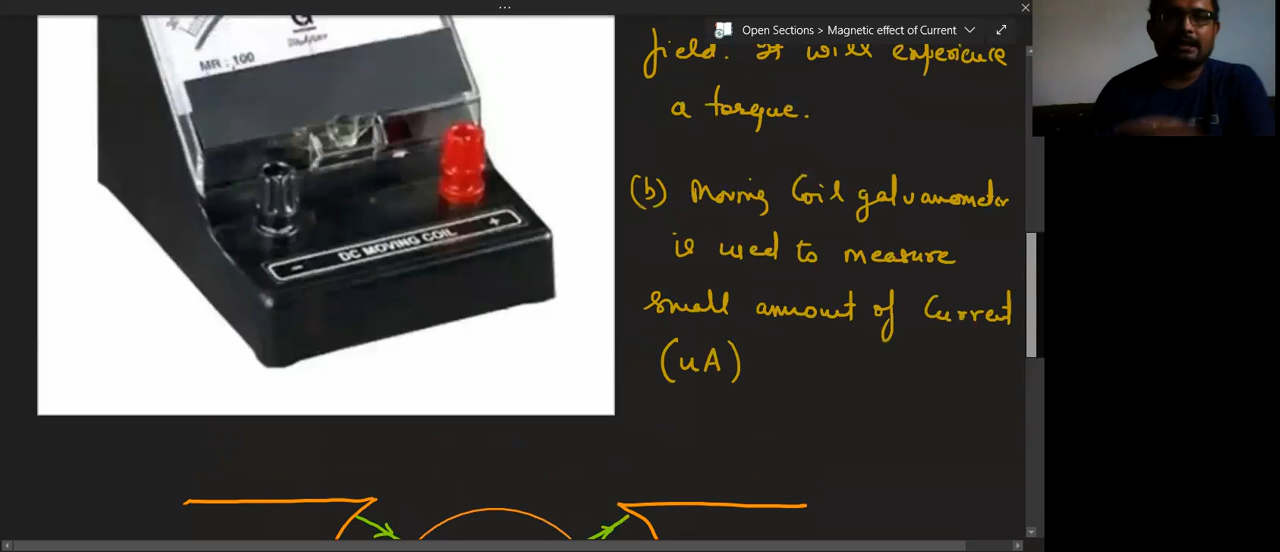 Open Sections > Magnetic effect of Current
G
MR : 100
- DC MOVING COIL +
field. It will experience
a torque.
(b) Moving Coil galvanometer
is used to measure
small amount of Current
(uA)